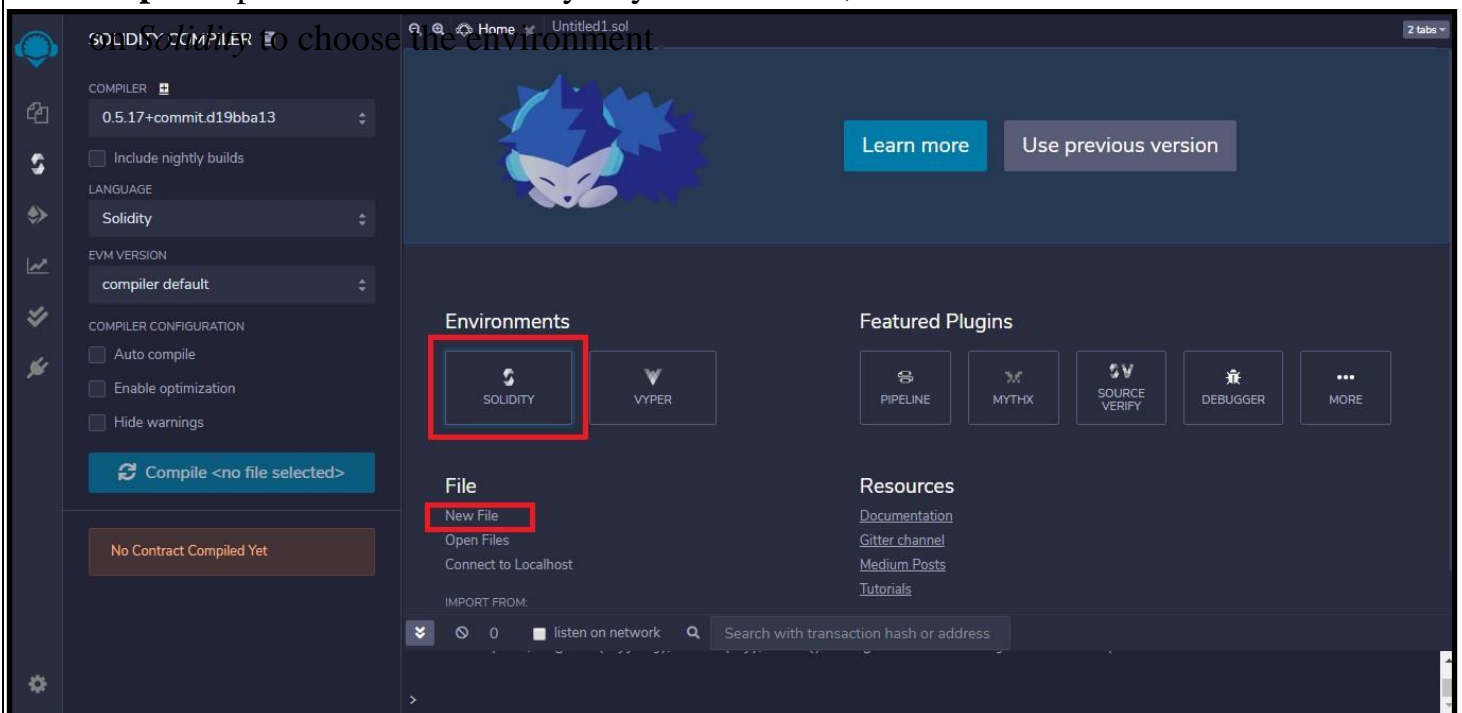 on Solidity to choose the environment
SOLIDITY COMPILER
COMPILER
0.5.17+commit.d19bba13
Include nightly builds
LANGUAGE
Solidity
EVM VERSION
compiler default
COMPILER CONFIGURATION
Auto compile
Enable optimization
Hide warnings
Compile <no file selected>
No Contract Compiled Yet
Home
Untitled1.sol
2 tabs
Learn more
Use previous version
Environments
SOLIDITY
VYPER
Featured Plugins
PIPELINE
MYTHX
SOURCE
VERIFY
DEBUGGER
MORE
File
New File
Open Files
Connect to Localhost
IMPORT FROM:
Resources
Documentation
Gitter channel
Medium Posts
Tutorials
0
listen on network
Search with transaction hash or address
>